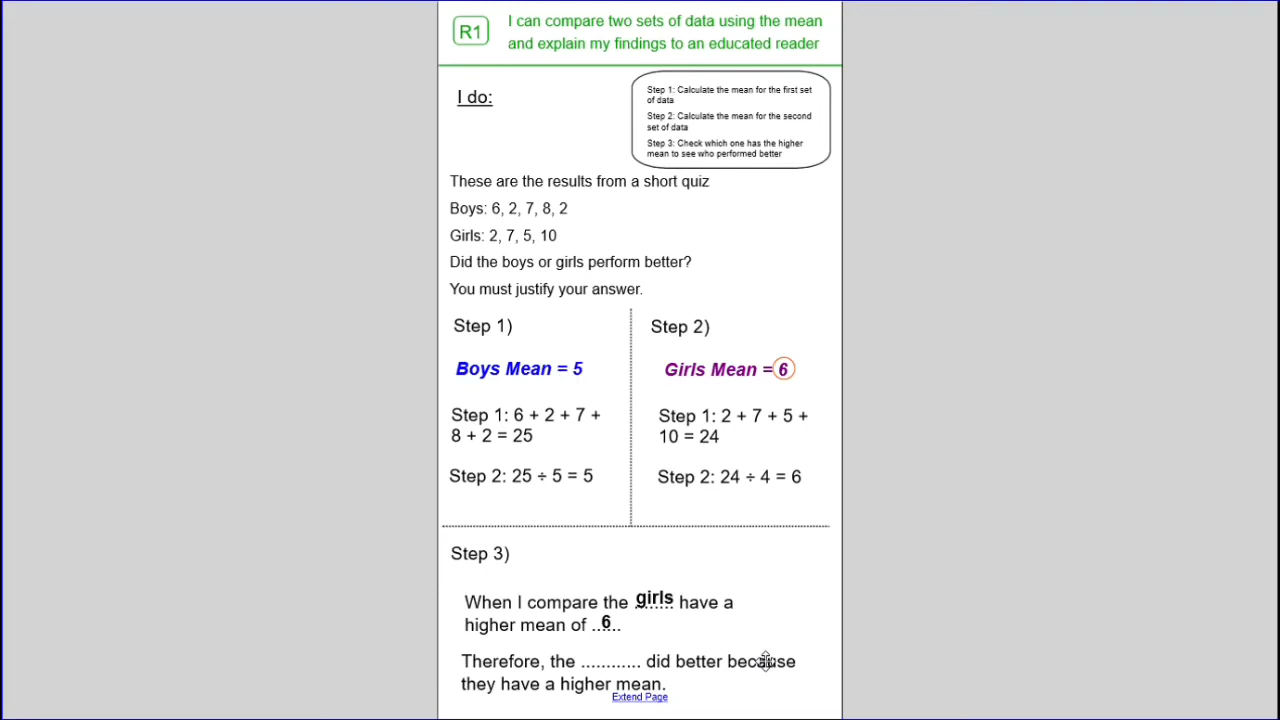 R1
I can compare two sets of data using the mean
and explain my findings to an educated reader
I do:
Step 1: Calculate the mean for the first set
of data
Step 2: Calculate the mean for the second
set of data
Step 3: Check which one has the higher
mean to see who performed better
These are the results from a short quiz
Boys: 6, 2, 7, 8, 2
Girls: 2, 7, 5, 10
Did the boys or girls perform better?
You must justify your answer.
Step 1)
Boys Mean = 5
Step 1: 6 + 2 + 7 +
8 + 2 = 25
Step 2: 25 ÷ 5 = 5
Step 2)
Girls Mean = 6
Step 1: 2 + 7 + 5 +
10 = 24
Step 2: 24 ÷ 4 = 6
Step 3)
When I compare the girls have a
higher mean of ..6...
Therefore, the ............ did better because
they have a higher mean.
Extend Page